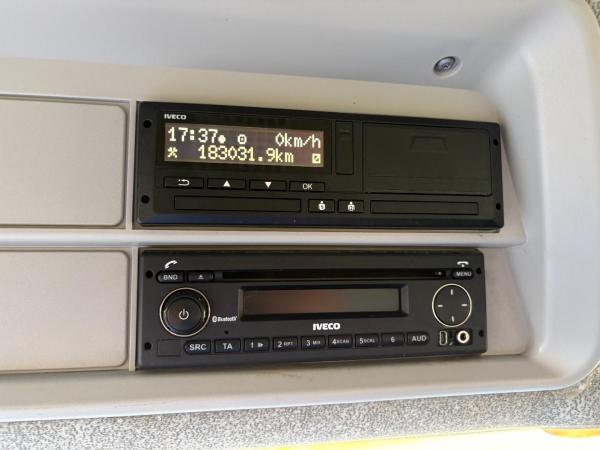 IVECO
17:37 0km/h
183031.9km
OK
BND MENU
Bluetooth
IVECO
SRC TA 1 2 RPT 3 MIX 4 SCAN 5 SCRL 6 AUD